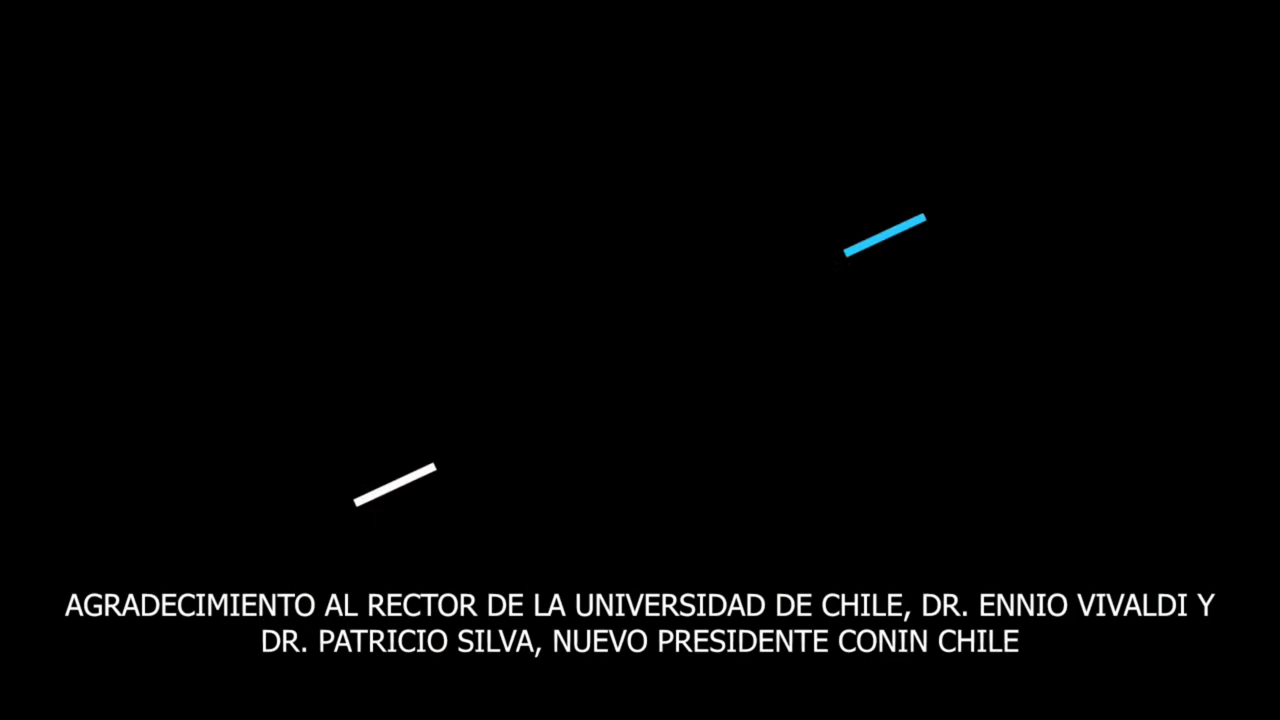 AGRADECIMIENTO AL RECTOR DE LA UNIVERSIDAD DE CHILE, DR. ENNIO VIVALDI Y
DR. PATRICIO SILVA, NUEVO PRESIDENTE CONIN CHILE